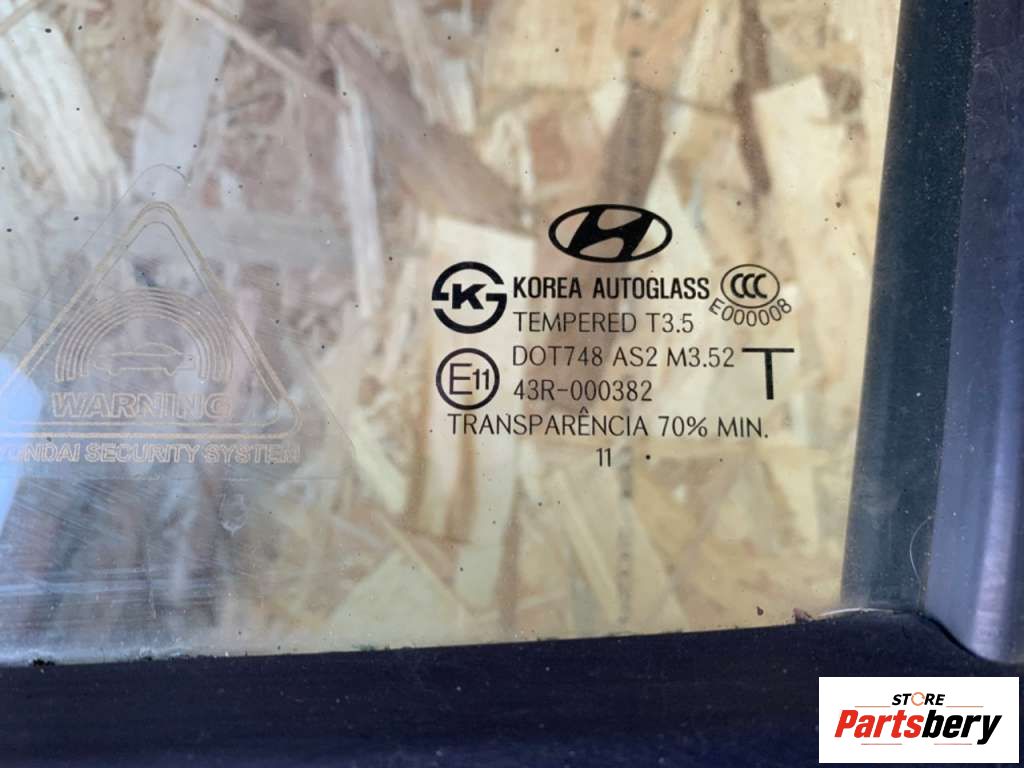 KOREA AUTOGLASS
CCC
E000008
K
TEMPERED T3.5
DOT748 AS2 M3.52
T
E11
43R-000382
TRANSPARÊNCIA 70% MIN.
11 .
WARNING
SECURITY SYSTEM
STORE
Partsbery